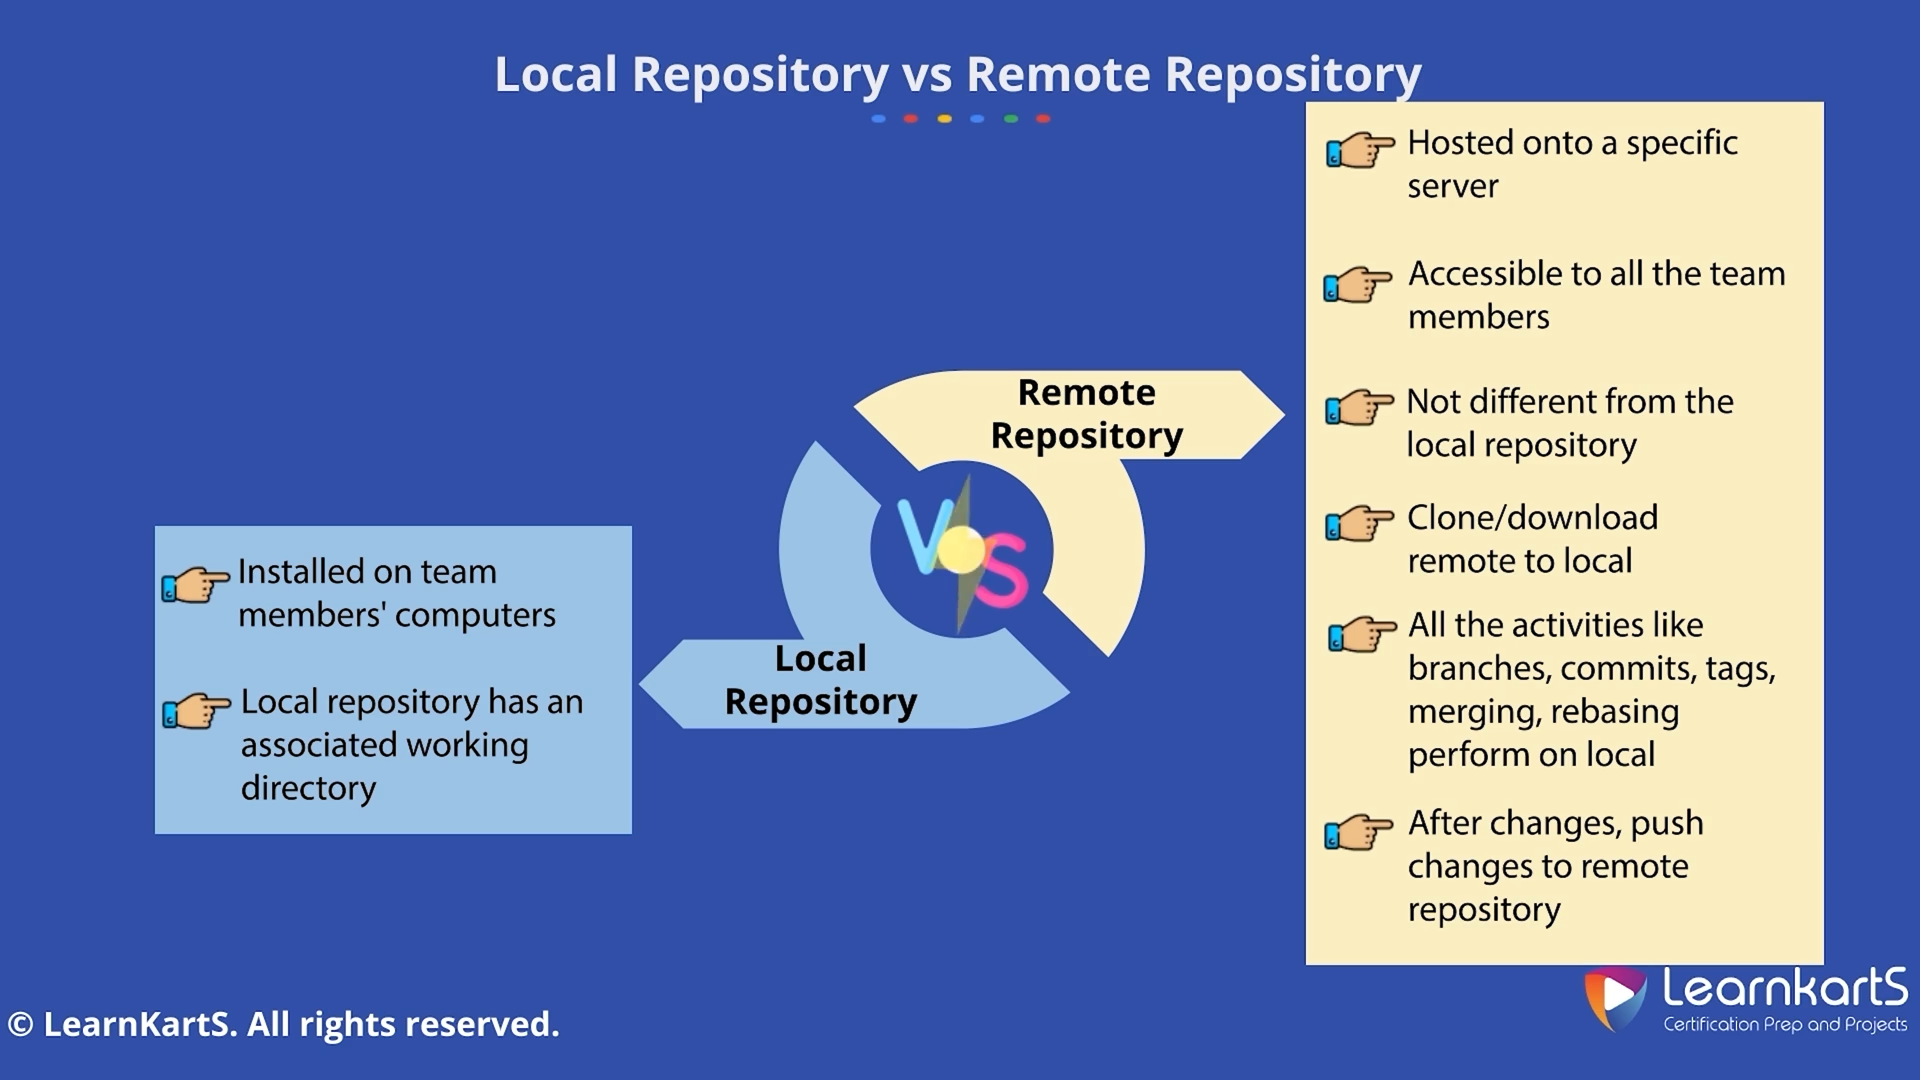 Local Repository vs Remote Repository
Hosted onto a specific
server
Accessible to all the team
members
Not different from the
local repository
Clone/download
remote to local
All the activities like
branches, commits, tags,
merging, rebasing
perform on local
After changes, push
changes to remote
repository
Remote
Repository
VS
Local
Repository
Installed on team
members' computers
Local repository has an
associated working
directory
© LearnKartS. All rights reserved.
LearnkartS
Certification Prep and Projects